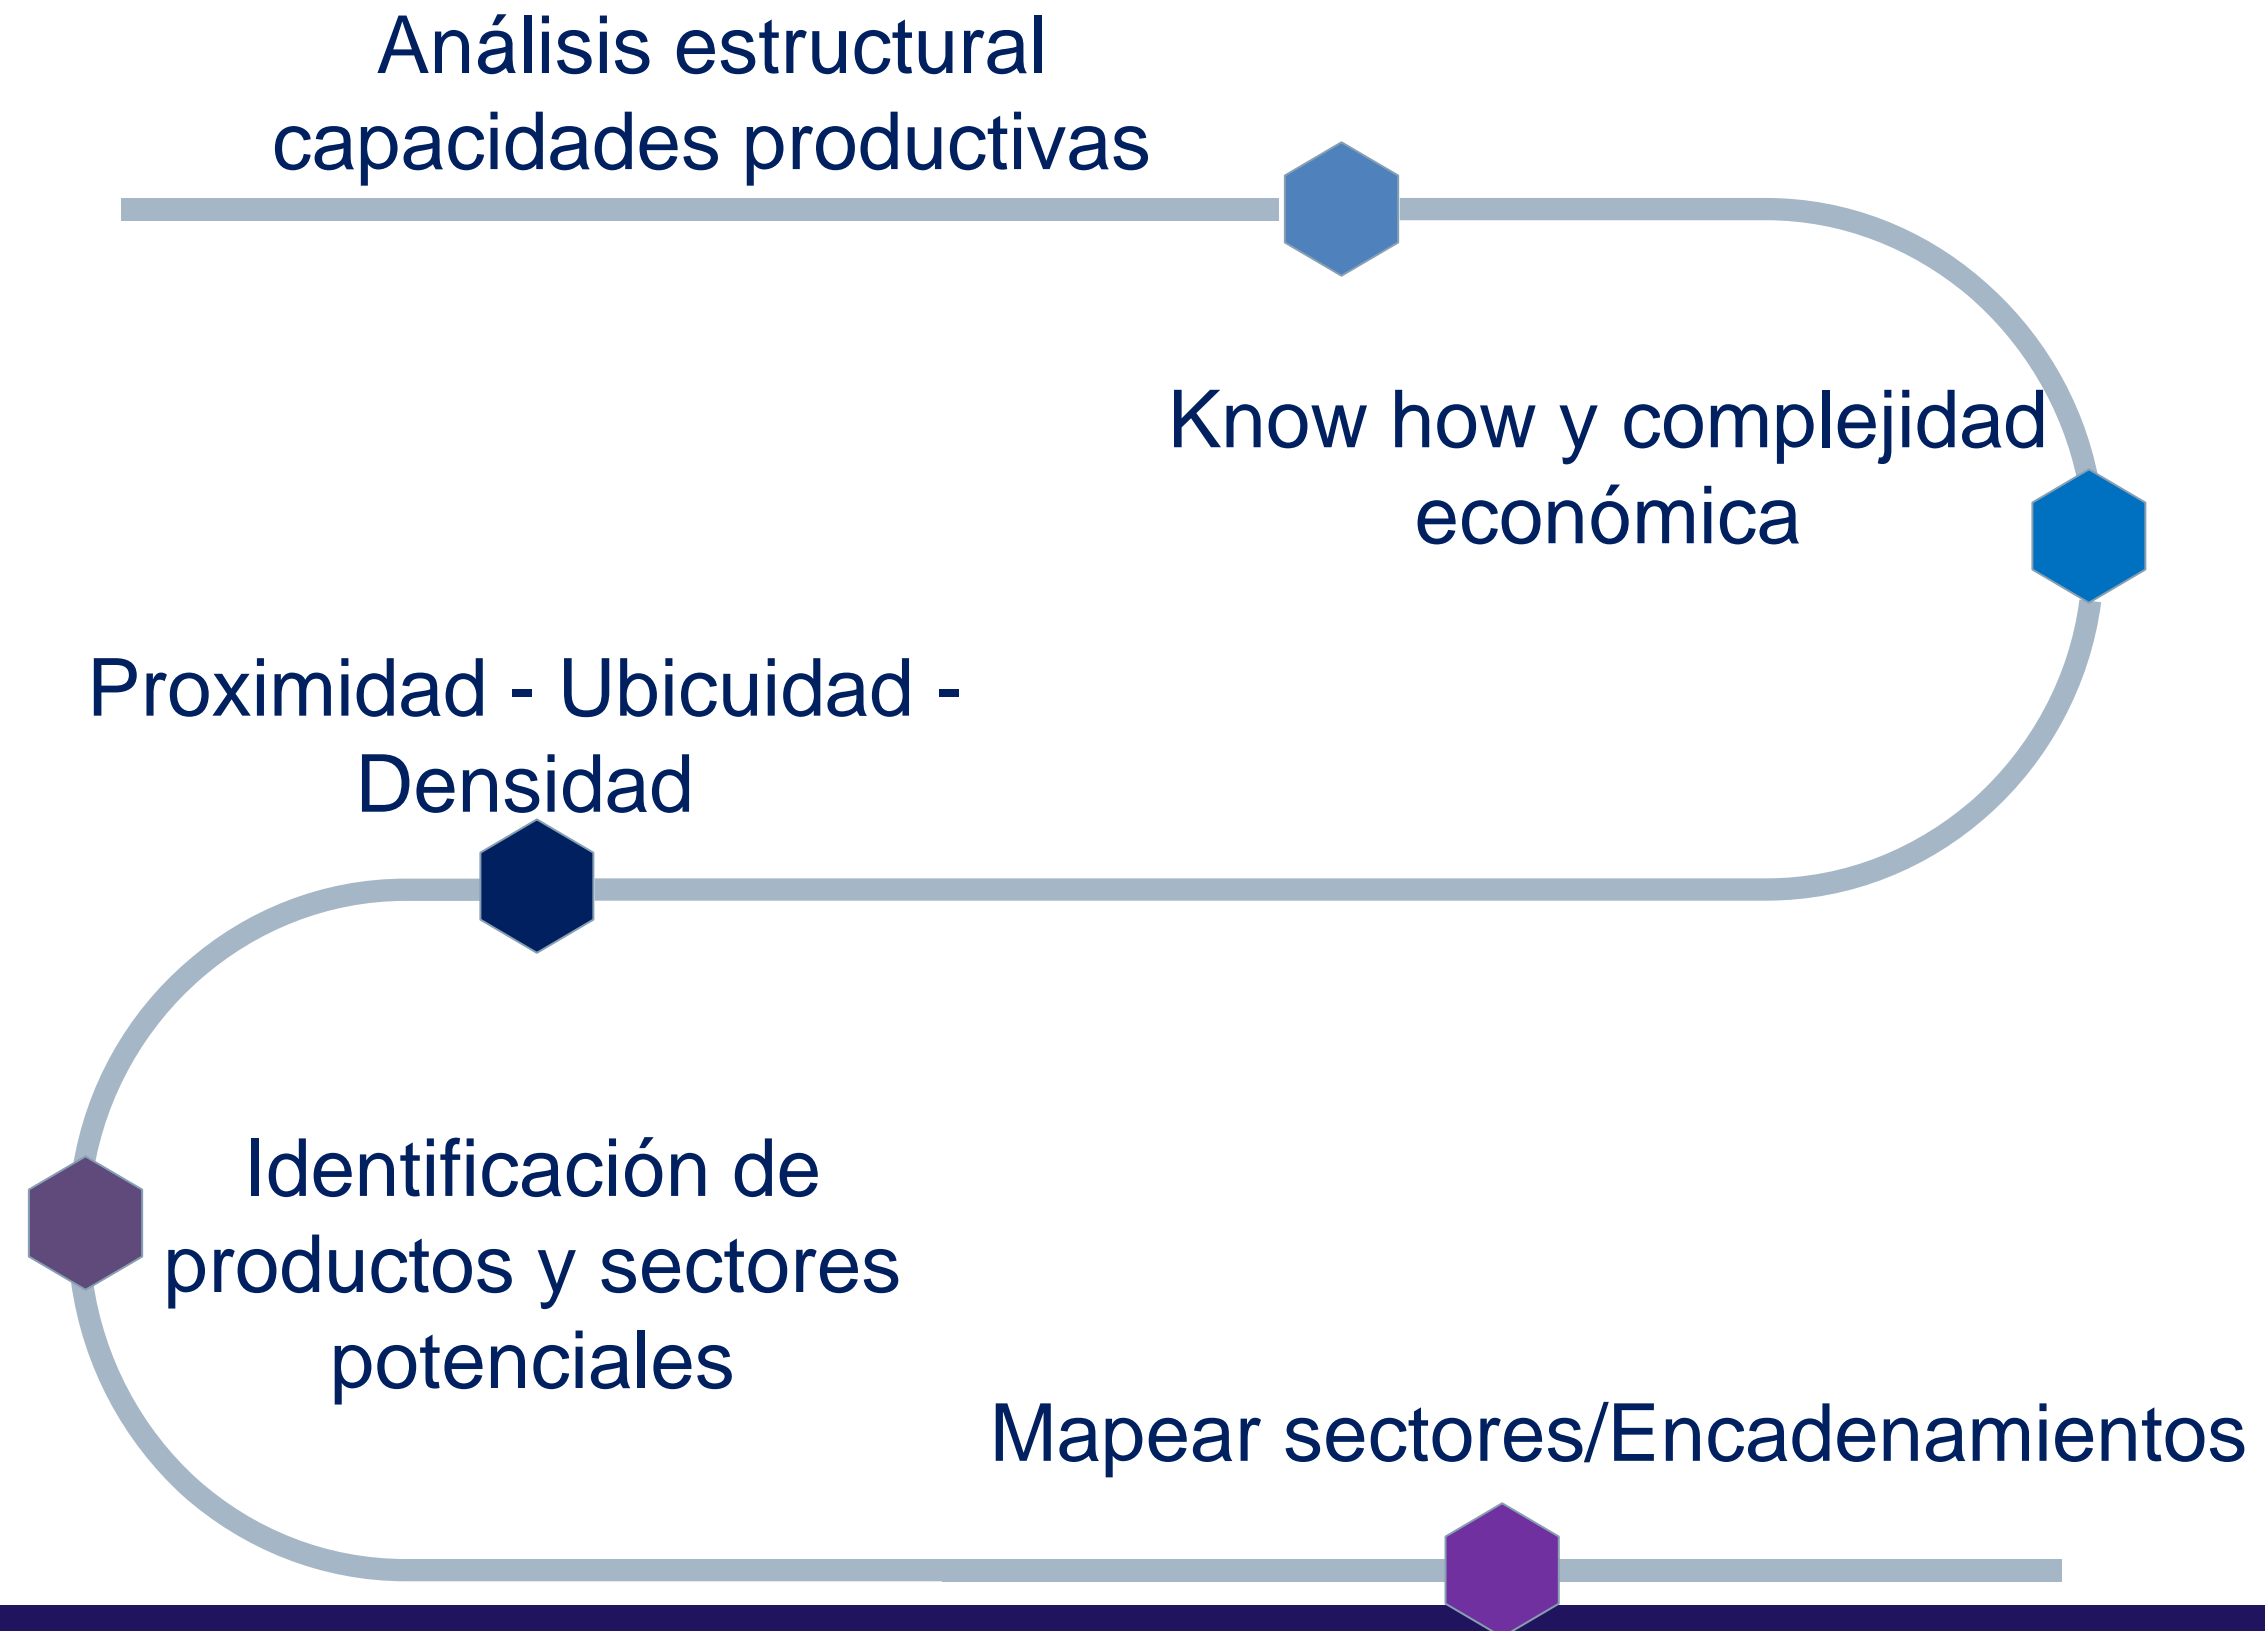 Análisis estructural
capacidades productivas
Know how y complejidad
económica
Proximidad - Ubicuidad -
Densidad
Identificación de
productos y sectores
potenciales
Mapear sectores/Encadenamientos